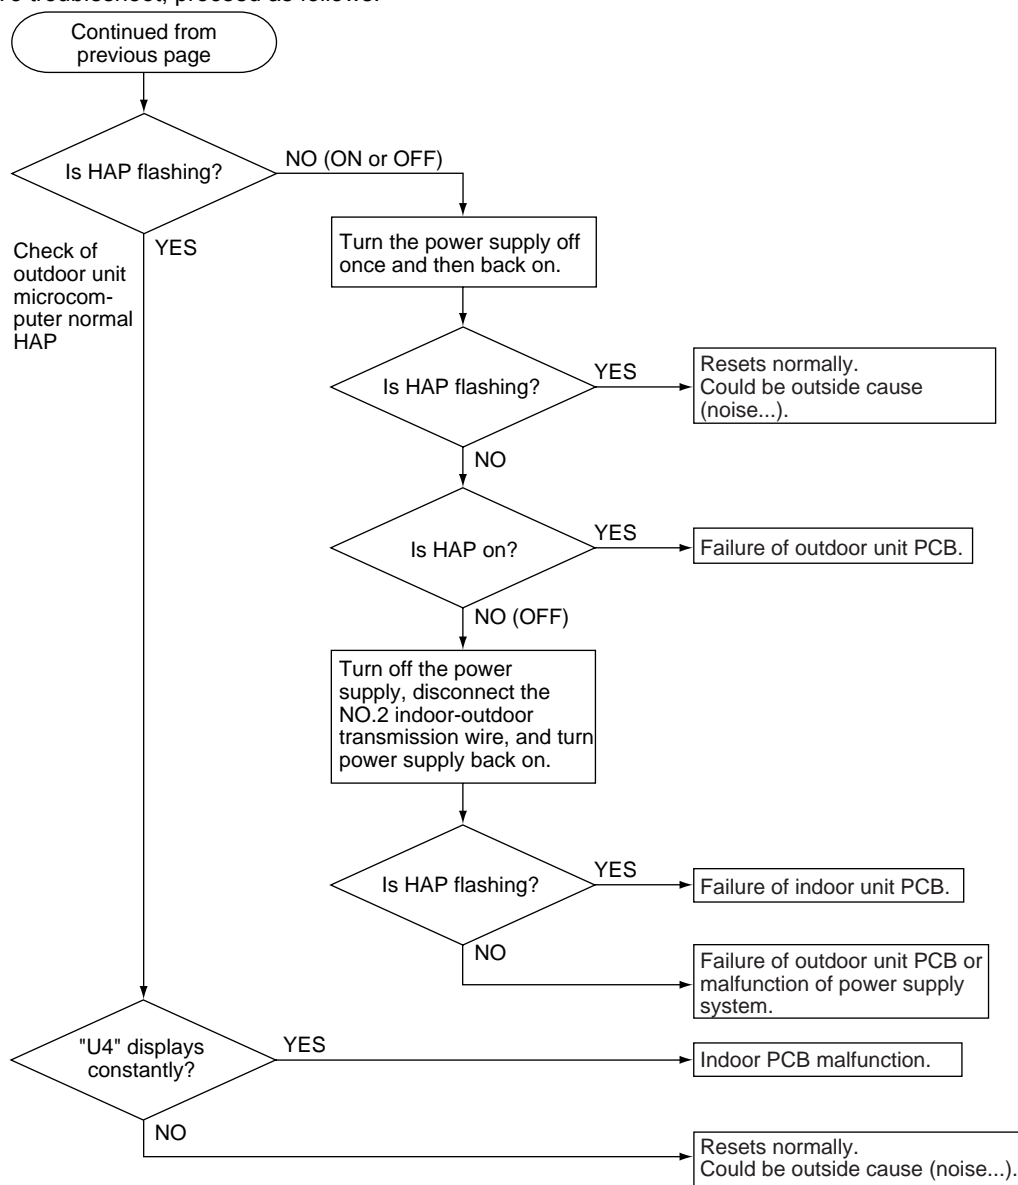 To troubleshoot, proceed as follows.
Continued from
previous page
Is HAP flashing?
NO (ON or OFF)
YES
Check of
outdoor unit
microcom-
puter normal
HAP
Turn the power supply off
once and then back on.
Is HAP flashing?
YES
Resets normally.
Could be outside cause
(noise...).
NO
Is HAP on?
YES
Failure of outdoor unit PCB.
NO (OFF)
Turn off the power
supply, disconnect the
NO.2 indoor-outdoor
transmission wire, and turn
power supply back on.
Is HAP flashing?
YES
Failure of indoor unit PCB.
NO
Failure of outdoor unit PCB or
malfunction of power supply
system.
"U4" displays
constantly?
YES
Indoor PCB malfunction.
NO
Resets normally.
Could be outside cause (noise...).